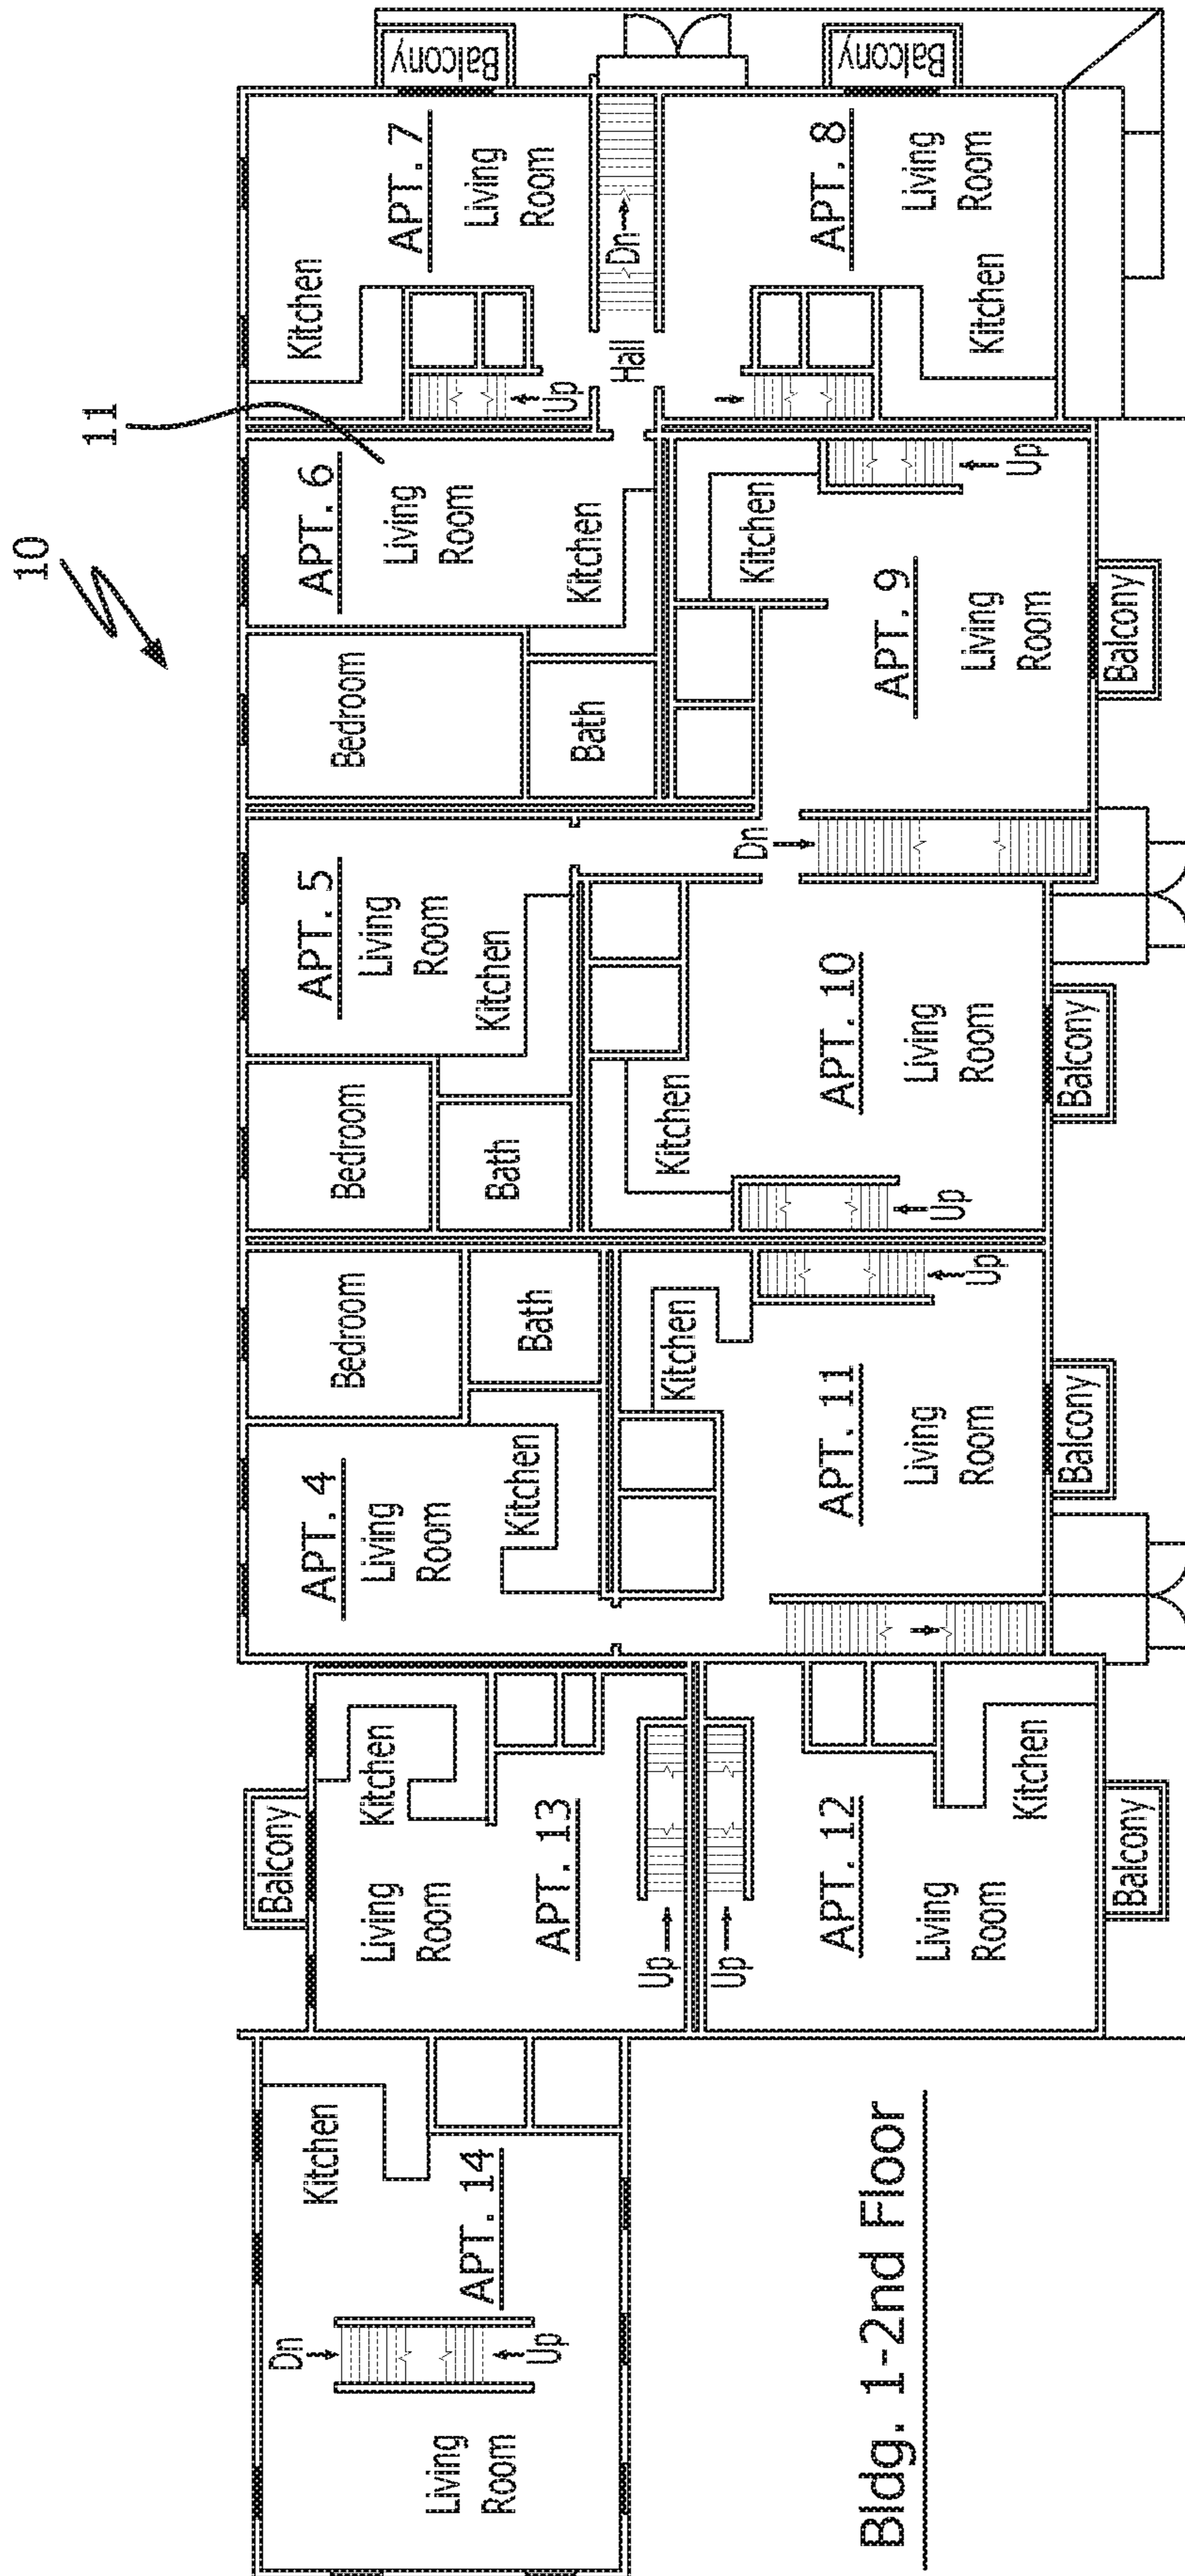 10
11
Dn
Kitchen
APT. 14
Up
Living
Room
Balcony
Kitchen
Living
Room
APT. 13
Up
APT. 4
Bedroom
Living
Room
Kitchen
Bath
APT. 5
Bedroom
Living
Room
Kitchen
Bath
APT. 6
Bedroom
Living
Room
Kitchen
Bath
Kitchen
APT. 7
Balcony
Living
Room
Up
Hall
Dn
Up
APT. 12
Living
Room
Kitchen
Balcony
Kitchen
APT. 11
Living
Room
Up
Balcony
Kitchen
APT. 10
Living
Room
Up
Balcony
Dn
Kitchen
APT. 9
Living
Room
Up
Balcony
APT. 8
Balcony
Living
Room
Kitchen
Bldg. 1-2nd Floor